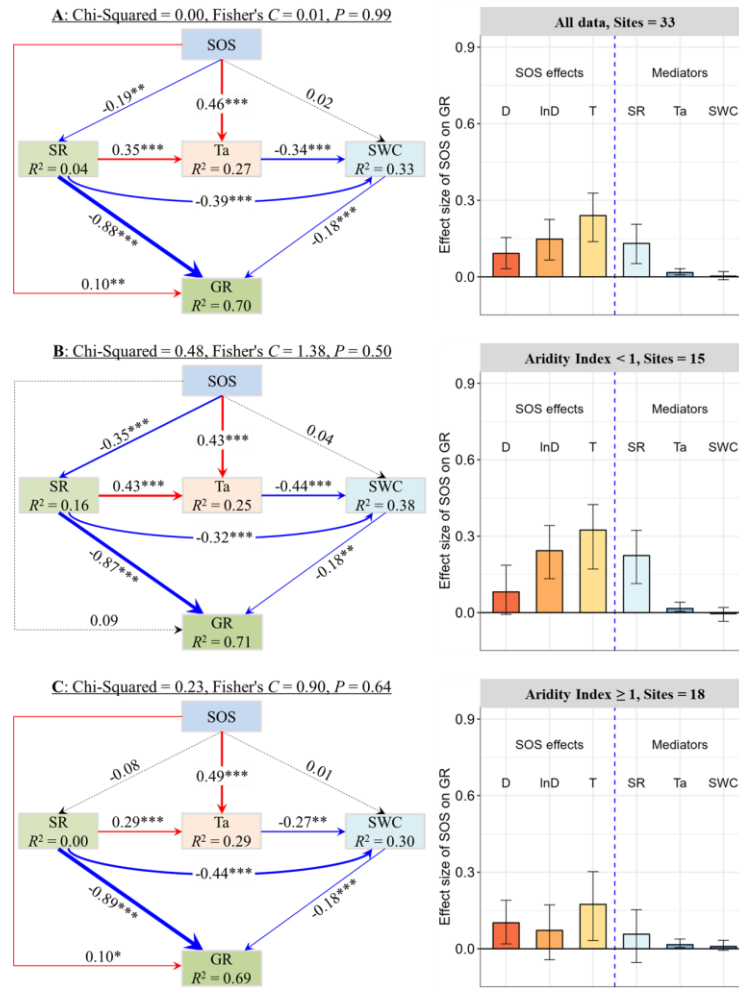 A: Chi-Squared = 0.00, Fisher's C = 0.01, P = 0.99
SOS
-0.19**
0.46***
0.02
SR
R² = 0.04
0.35***
Ta
R² = 0.27
-0.34***
SWC
R² = 0.33
-0.39***
-0.88***
-0.18***
0.10**
GR
R² = 0.70
All data, Sites = 33
0.9
0.6
0.3
0.0
Effect size of SOS on GR
SOS effects
Mediators
D InD T SR Ta SWC
B: Chi-Squared = 0.48, Fisher's C = 1.38, P = 0.50
SOS
-0.35***
0.43***
0.04
SR
R² = 0.16
0.43***
Ta
R² = 0.25
-0.44***
SWC
R² = 0.38
-0.32***
-0.87***
-0.18**
0.09
GR
R² = 0.71
Aridity Index < 1, Sites = 15
0.9
0.6
0.3
0.0
Effect size of SOS on GR
SOS effects
Mediators
D InD T SR Ta SWC
C: Chi-Squared = 0.23, Fisher's C = 0.90, P = 0.64
SOS
-0.08
0.49***
0.01
SR
R² = 0.00
0.29***
Ta
R² = 0.29
-0.27**
SWC
R² = 0.30
-0.44***
-0.89***
-0.18***
0.10*
GR
R² = 0.69
Aridity Index ≥ 1, Sites = 18
0.9
0.6
0.3
0.0
Effect size of SOS on GR
SOS effects
Mediators
D InD T SR Ta SWC